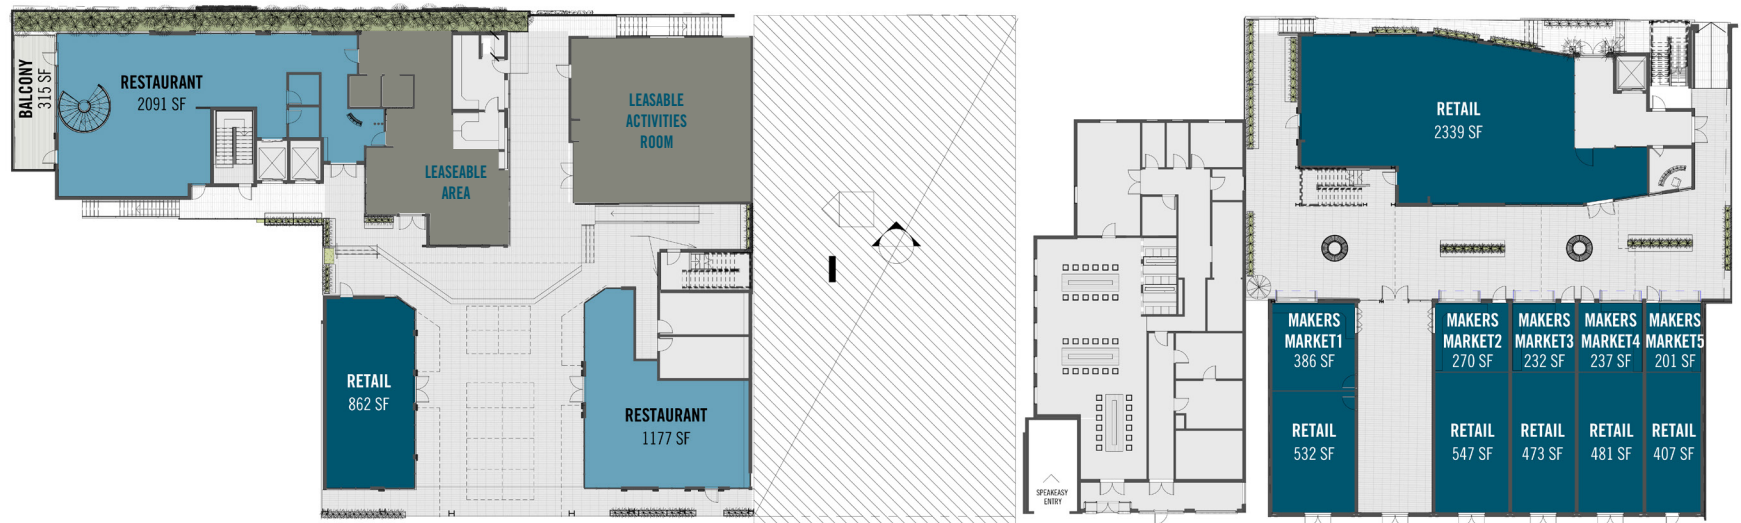 BALCONY
315 SF
RESTAURANT
2091 SF
LEASEABLE
AREA
LEASABLE
ACTIVITIES
ROOM
RETAIL
862 SF
RESTAURANT
1177 SF
SPEAKEASY
ENTRY
RETAIL
2339 SF
MAKERS
MARKET1
386 SF
MAKERS
MARKET2
270 SF
MAKERS
MARKET3
232 SF
MAKERS
MARKET4
237 SF
MAKERS
MARKET5
201 SF
RETAIL
532 SF
RETAIL
547 SF
RETAIL
473 SF
RETAIL
481 SF
RETAIL
407 SF